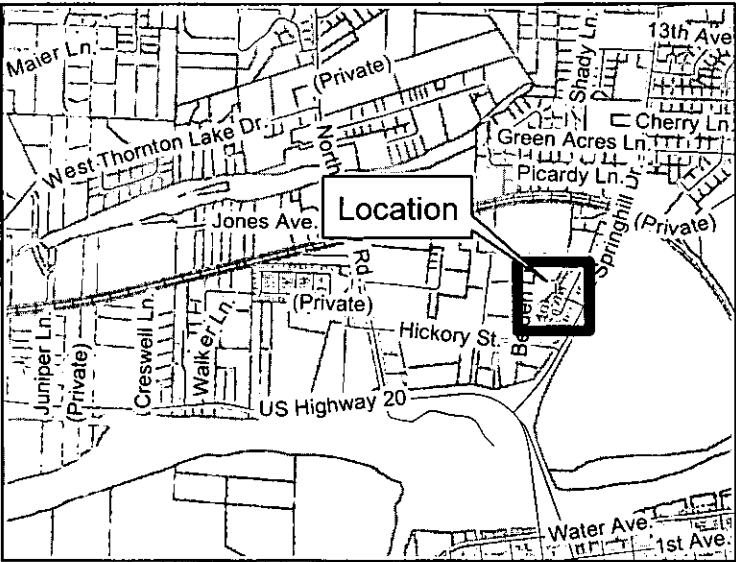 Maier Ln.
(Private)
West Thornton Lake Dr.
North
Rd
Shady Ln.
13th Ave
Cherry Ln.
Green Acres Ln.
Picardy Ln.
Springhill Dr.
(Private)
Jones Ave.
Location
(Private)
Hickory St.
Juniper Ln
(Private)
Creswell Ln.
Walker Ln.
US Highway 20
Water Ave.
1st Ave.